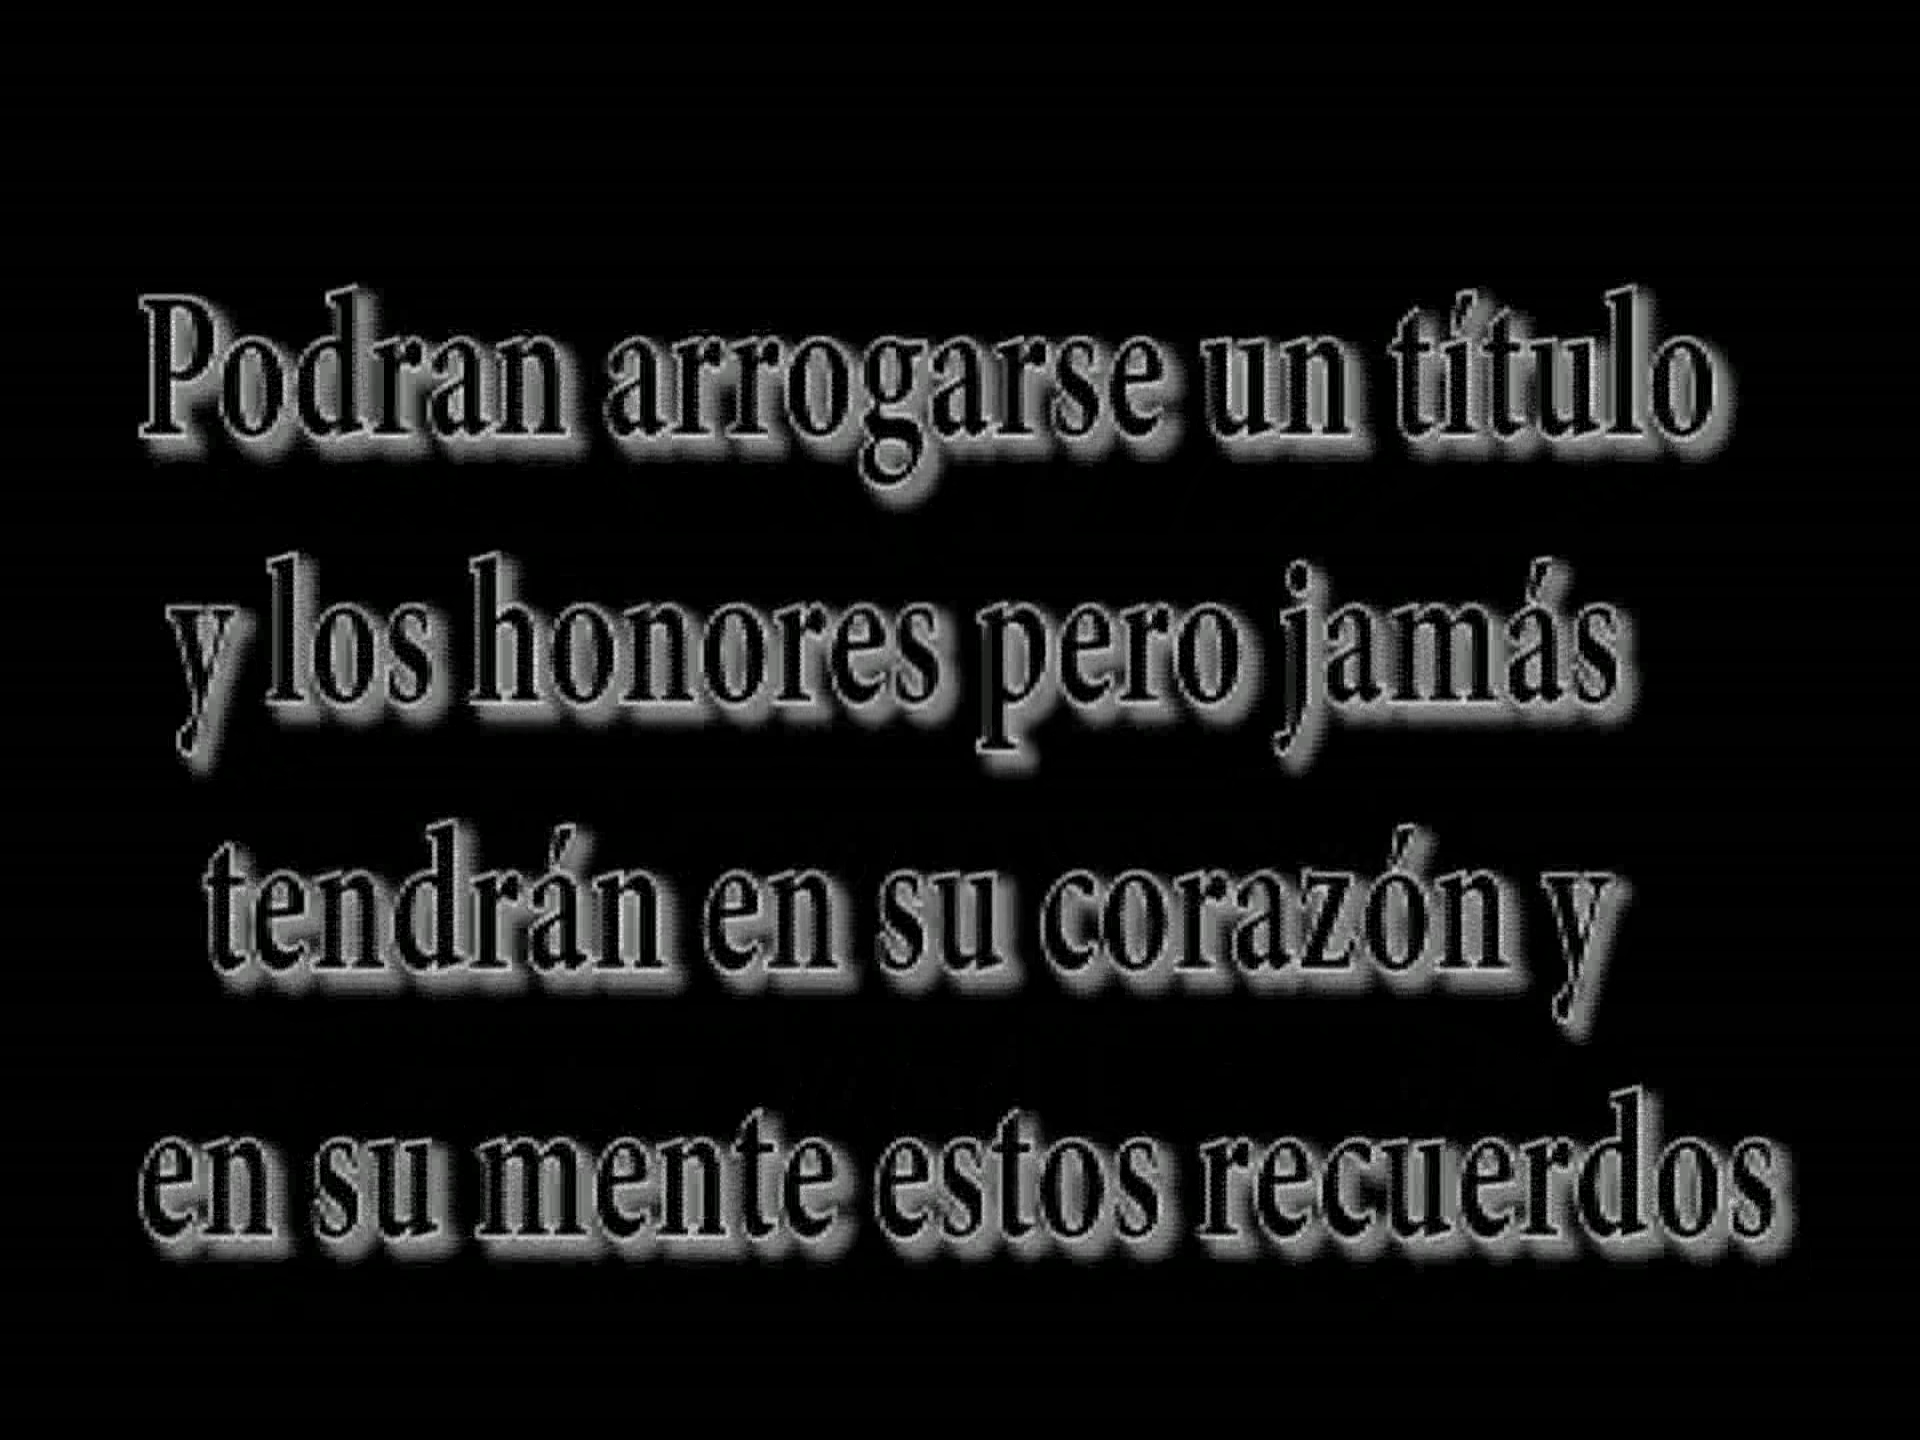 Podran arrogarse un título
y los honores pero jamás
tendrán en su corazón y
en su mente estos recuerdos